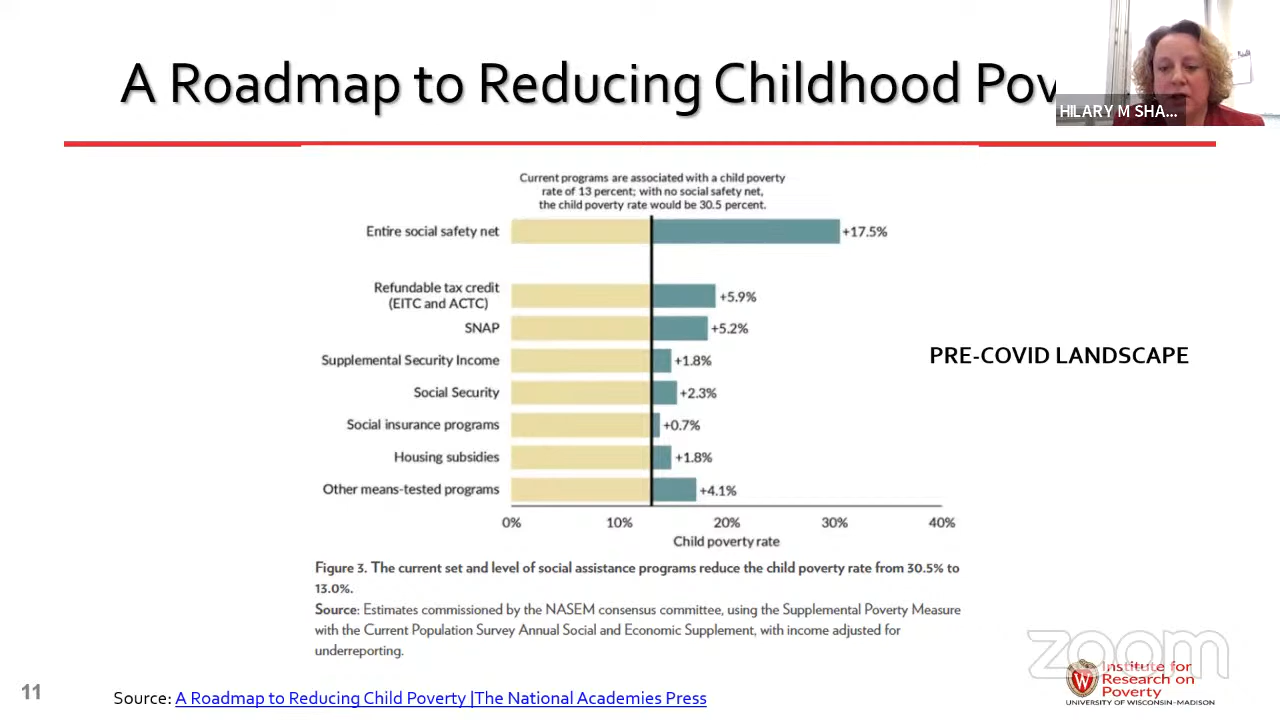 A Roadmap to Reducing Childhood Pov
HILARY M SHA...
Current programs are associated with a child poverty
rate of 13 percent; with no social safety net,
the child poverty rate would be 30.5 percent.
Entire social safety net
+17.5%
Refundable tax credit
(EITC and ACTC)
+5.9%
SNAP
+5.2%
Supplemental Security Income
+1.8%
Social Security
+2.3%
Social insurance programs
+0.7%
Housing subsidies
+1.8%
Other means-tested programs
+4.1%
0% 10% 20% 30% 40%
Child poverty rate
PRE-COVID LANDSCAPE
Figure 3. The current set and level of social assistance programs reduce the child poverty rate from 30.5% to
13.0%.
Source: Estimates commissioned by the NASEM consensus committee, using the Supplemental Poverty Measure
with the Current Population Survey Annual Social and Economic Supplement, with income adjusted for
underreporting.
zoom
W
Institute for
Research on
Poverty
UNIVERSITY OF WISCONSIN-MADISON
11
Source: A Roadmap to Reducing Child Poverty |The National Academies Press